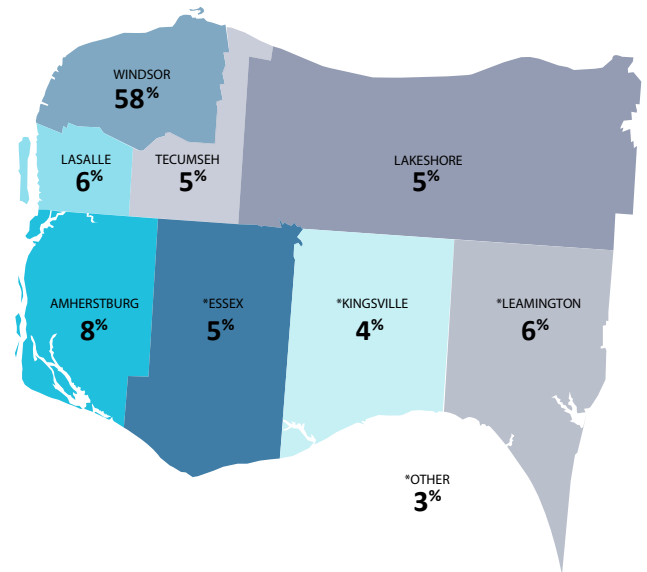 WINDSOR
58%
LASALLE
6%
TECUMSEH
5%
LAKESHORE
5%
AMHERSTBURG
8%
*ESSEX
5%
*KINGSVILLE
4%
*LEAMINGTON
6%
*OTHER
3%